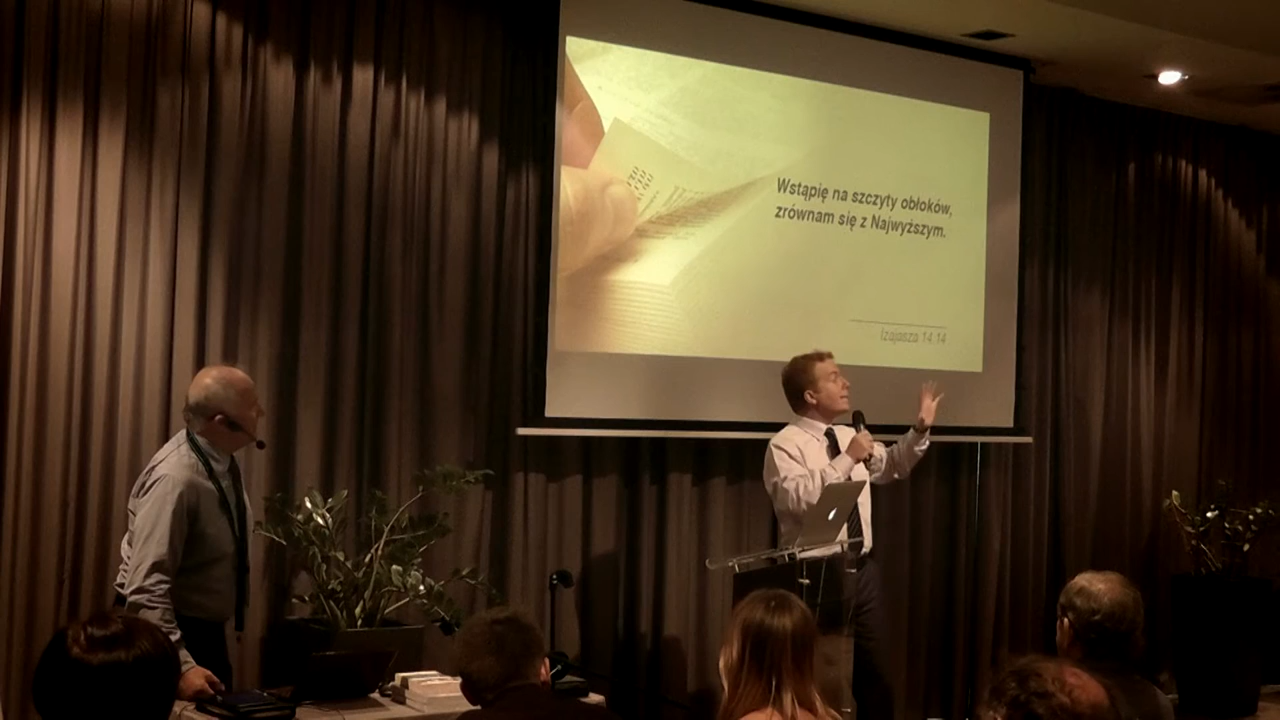 Wstąpię na szczyty obłoków,
zrównam się z Najwyższym.
Izajasza 14,14